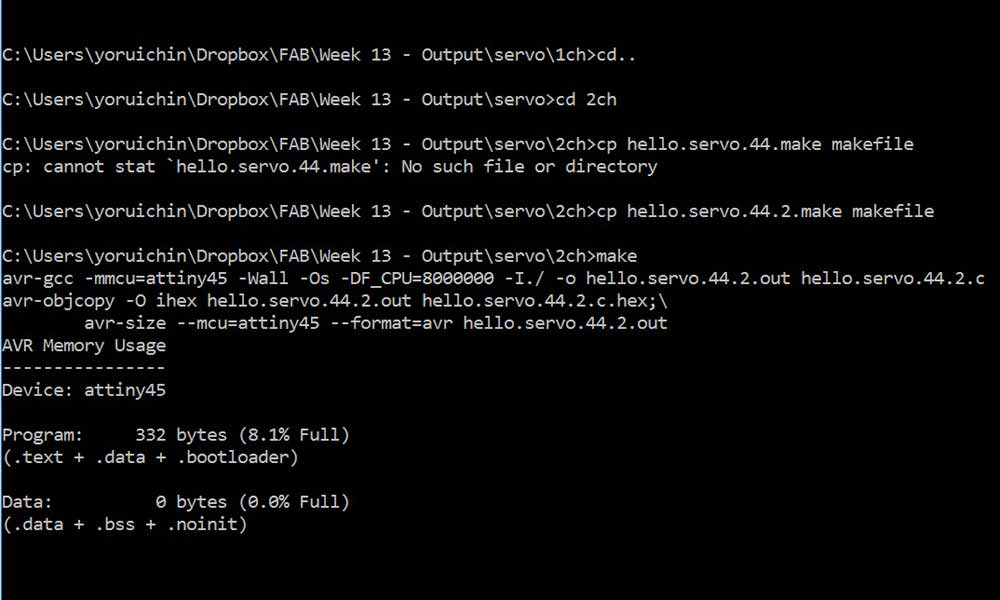 C:\Users\yoruichin\Dropbox\FAB\Week 13 - Output\servo\1ch>cd..
C:\Users\yoruichin\Dropbox\FAB\Week 13 - Output\servo>cd 2ch
C:\Users\yoruichin\Dropbox\FAB\Week 13 - Output\servo\2ch>cp hello.servo.44.make makefile
cp: cannot stat `hello.servo.44.make': No such file or directory
C:\Users\yoruichin\Dropbox\FAB\Week 13 - Output\servo\2ch>cp hello.servo.44.2.make makefile
C:\Users\yoruichin\Dropbox\FAB\Week 13 - Output\servo\2ch>make
avr-gcc -mmcu=attiny45 -Wall -Os -DF_CPU=8000000 -I./ -o hello.servo.44.2.out hello.servo.44.2.c
avr-objcopy -O ihex hello.servo.44.2.out hello.servo.44.2.c.hex;\
        avr-size --mcu=attiny45 --format=avr hello.servo.44.2.out
AVR Memory Usage
----------------
Device: attiny45
Program:     332 bytes (8.1% Full)
(.text + .data + .bootloader)
Data:          0 bytes (0.0% Full)
(.data + .bss + .noinit)